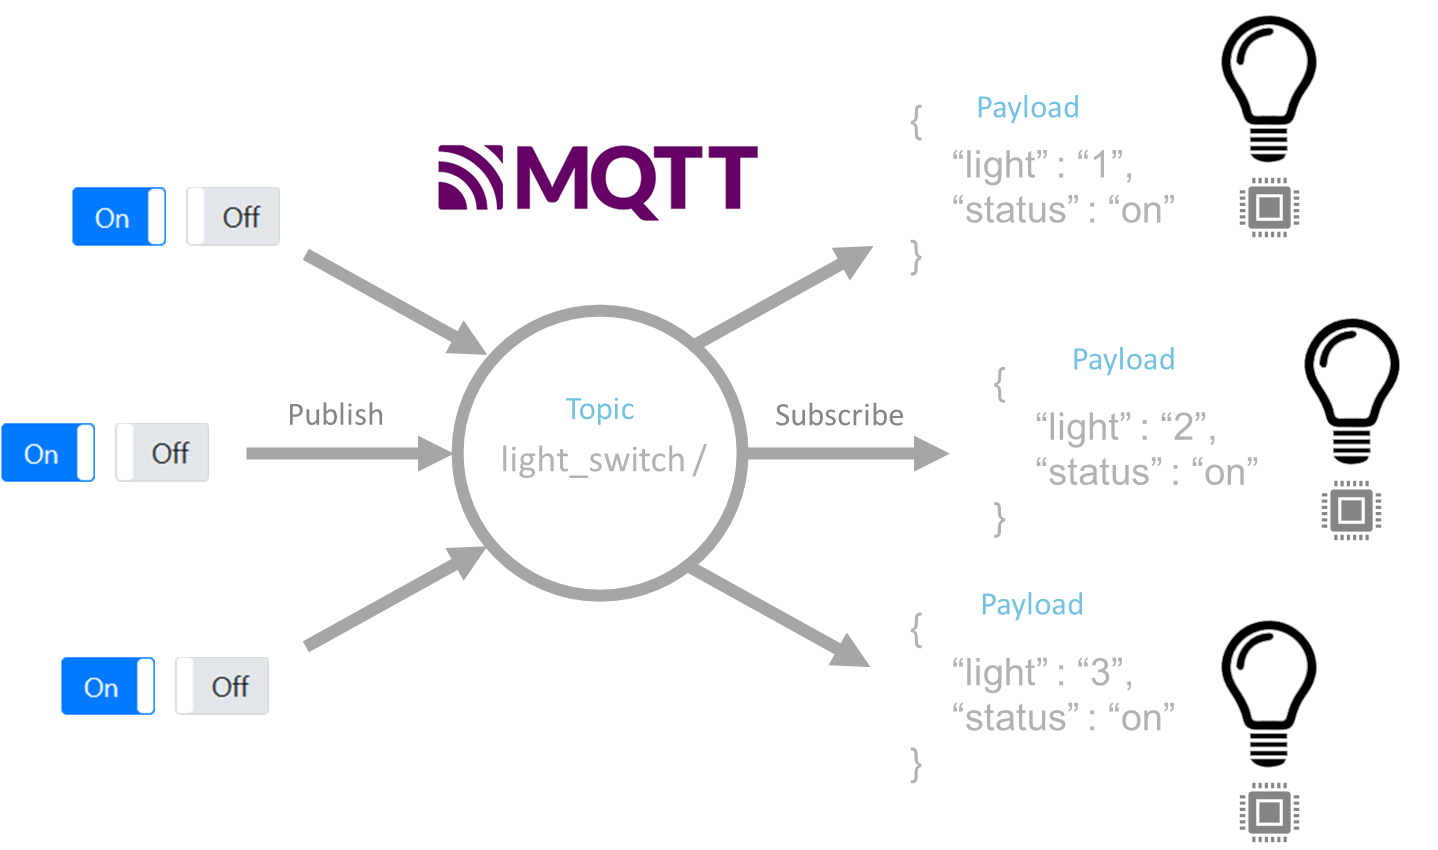 MQTT
On Off
On Off
On Off
Publish
Topic
light_switch /
Subscribe
Payload
{
“light” : “1”,
“status” : “on”
}
Payload
{
“light” : “2”,
“status” : “on”
}
Payload
{
“light” : “3”,
“status” : “on”
}